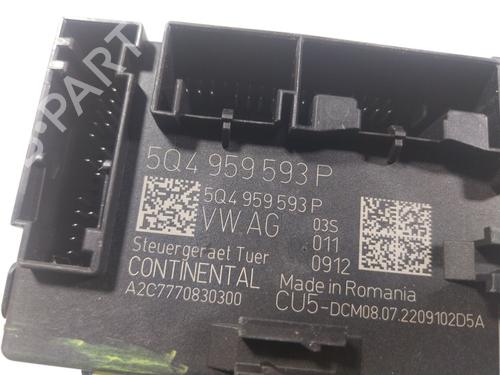 5Q4 959 593 P
5Q4 959 593 P
VW AG 03S
011
Steuergeraet Tuer 0912
CONTINENTAL Made in Romania
A2C7770830300 CU5-DCM08.07.2209102D5A